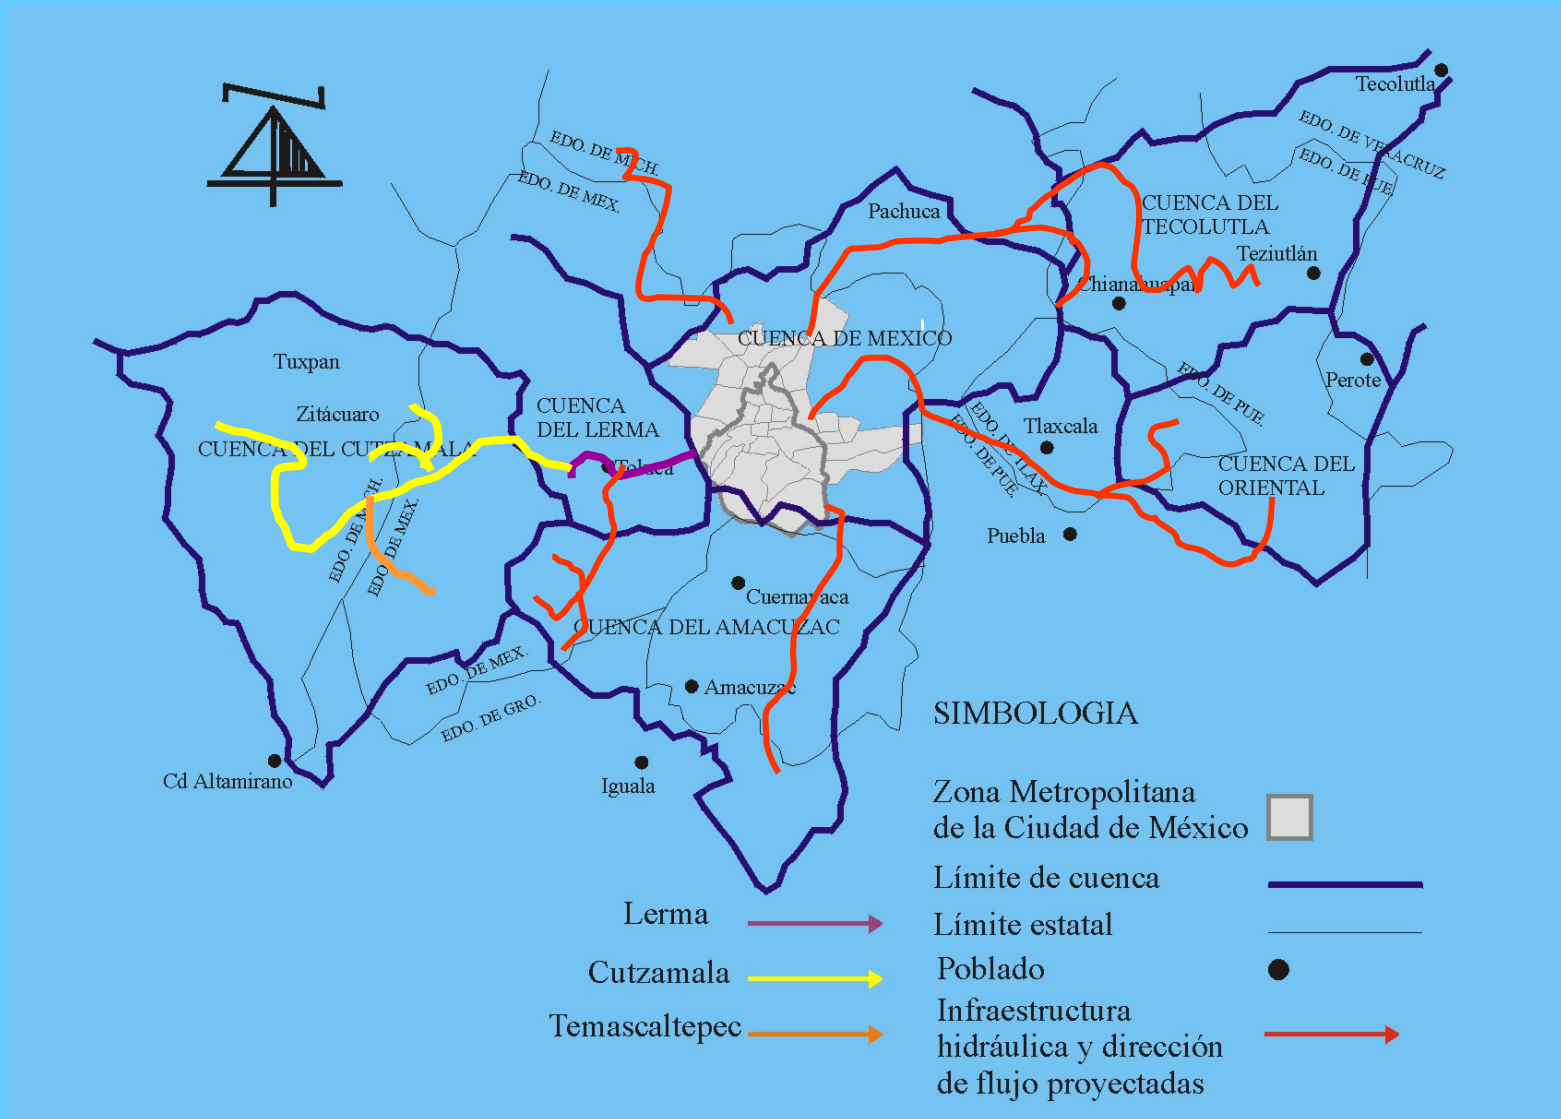 Tecolutla
EDO. DE VERACRUZ
EDO. DE PUE.
EDO. DE MICH.
EDO. DE MEX.
Pachuca
CUENCA DEL
TECOLUTLA
Teziutlán
Chianahuapan
CUENCA DE MEXICO
Tuxpan
Zitácuaro
CUENCA DEL CUTZAMALA
CUENCA
DEL LERMA
Toluca
EDO. DE MICH.
EDO. DE MEX.
Perote
EDO. DE PUE.
EDO. DE TLAX.
EDO. DE PUE.
Tlaxcala
CUENCA DEL
ORIENTAL
Puebla
Cuernavaca
CUENCA DEL AMACUZAC
EDO. DE MEX.
EDO. DE GRO.
Amacuzac
Cd Altamirano
Iguala
SIMBOLOGIA
Zona Metropolitana
de la Ciudad de México
Límite de cuenca
Límite estatal
Poblado
Infraestructura
hidráulica y dirección
de flujo proyectadas
Lerma
Cutzamala
Temascaltepec